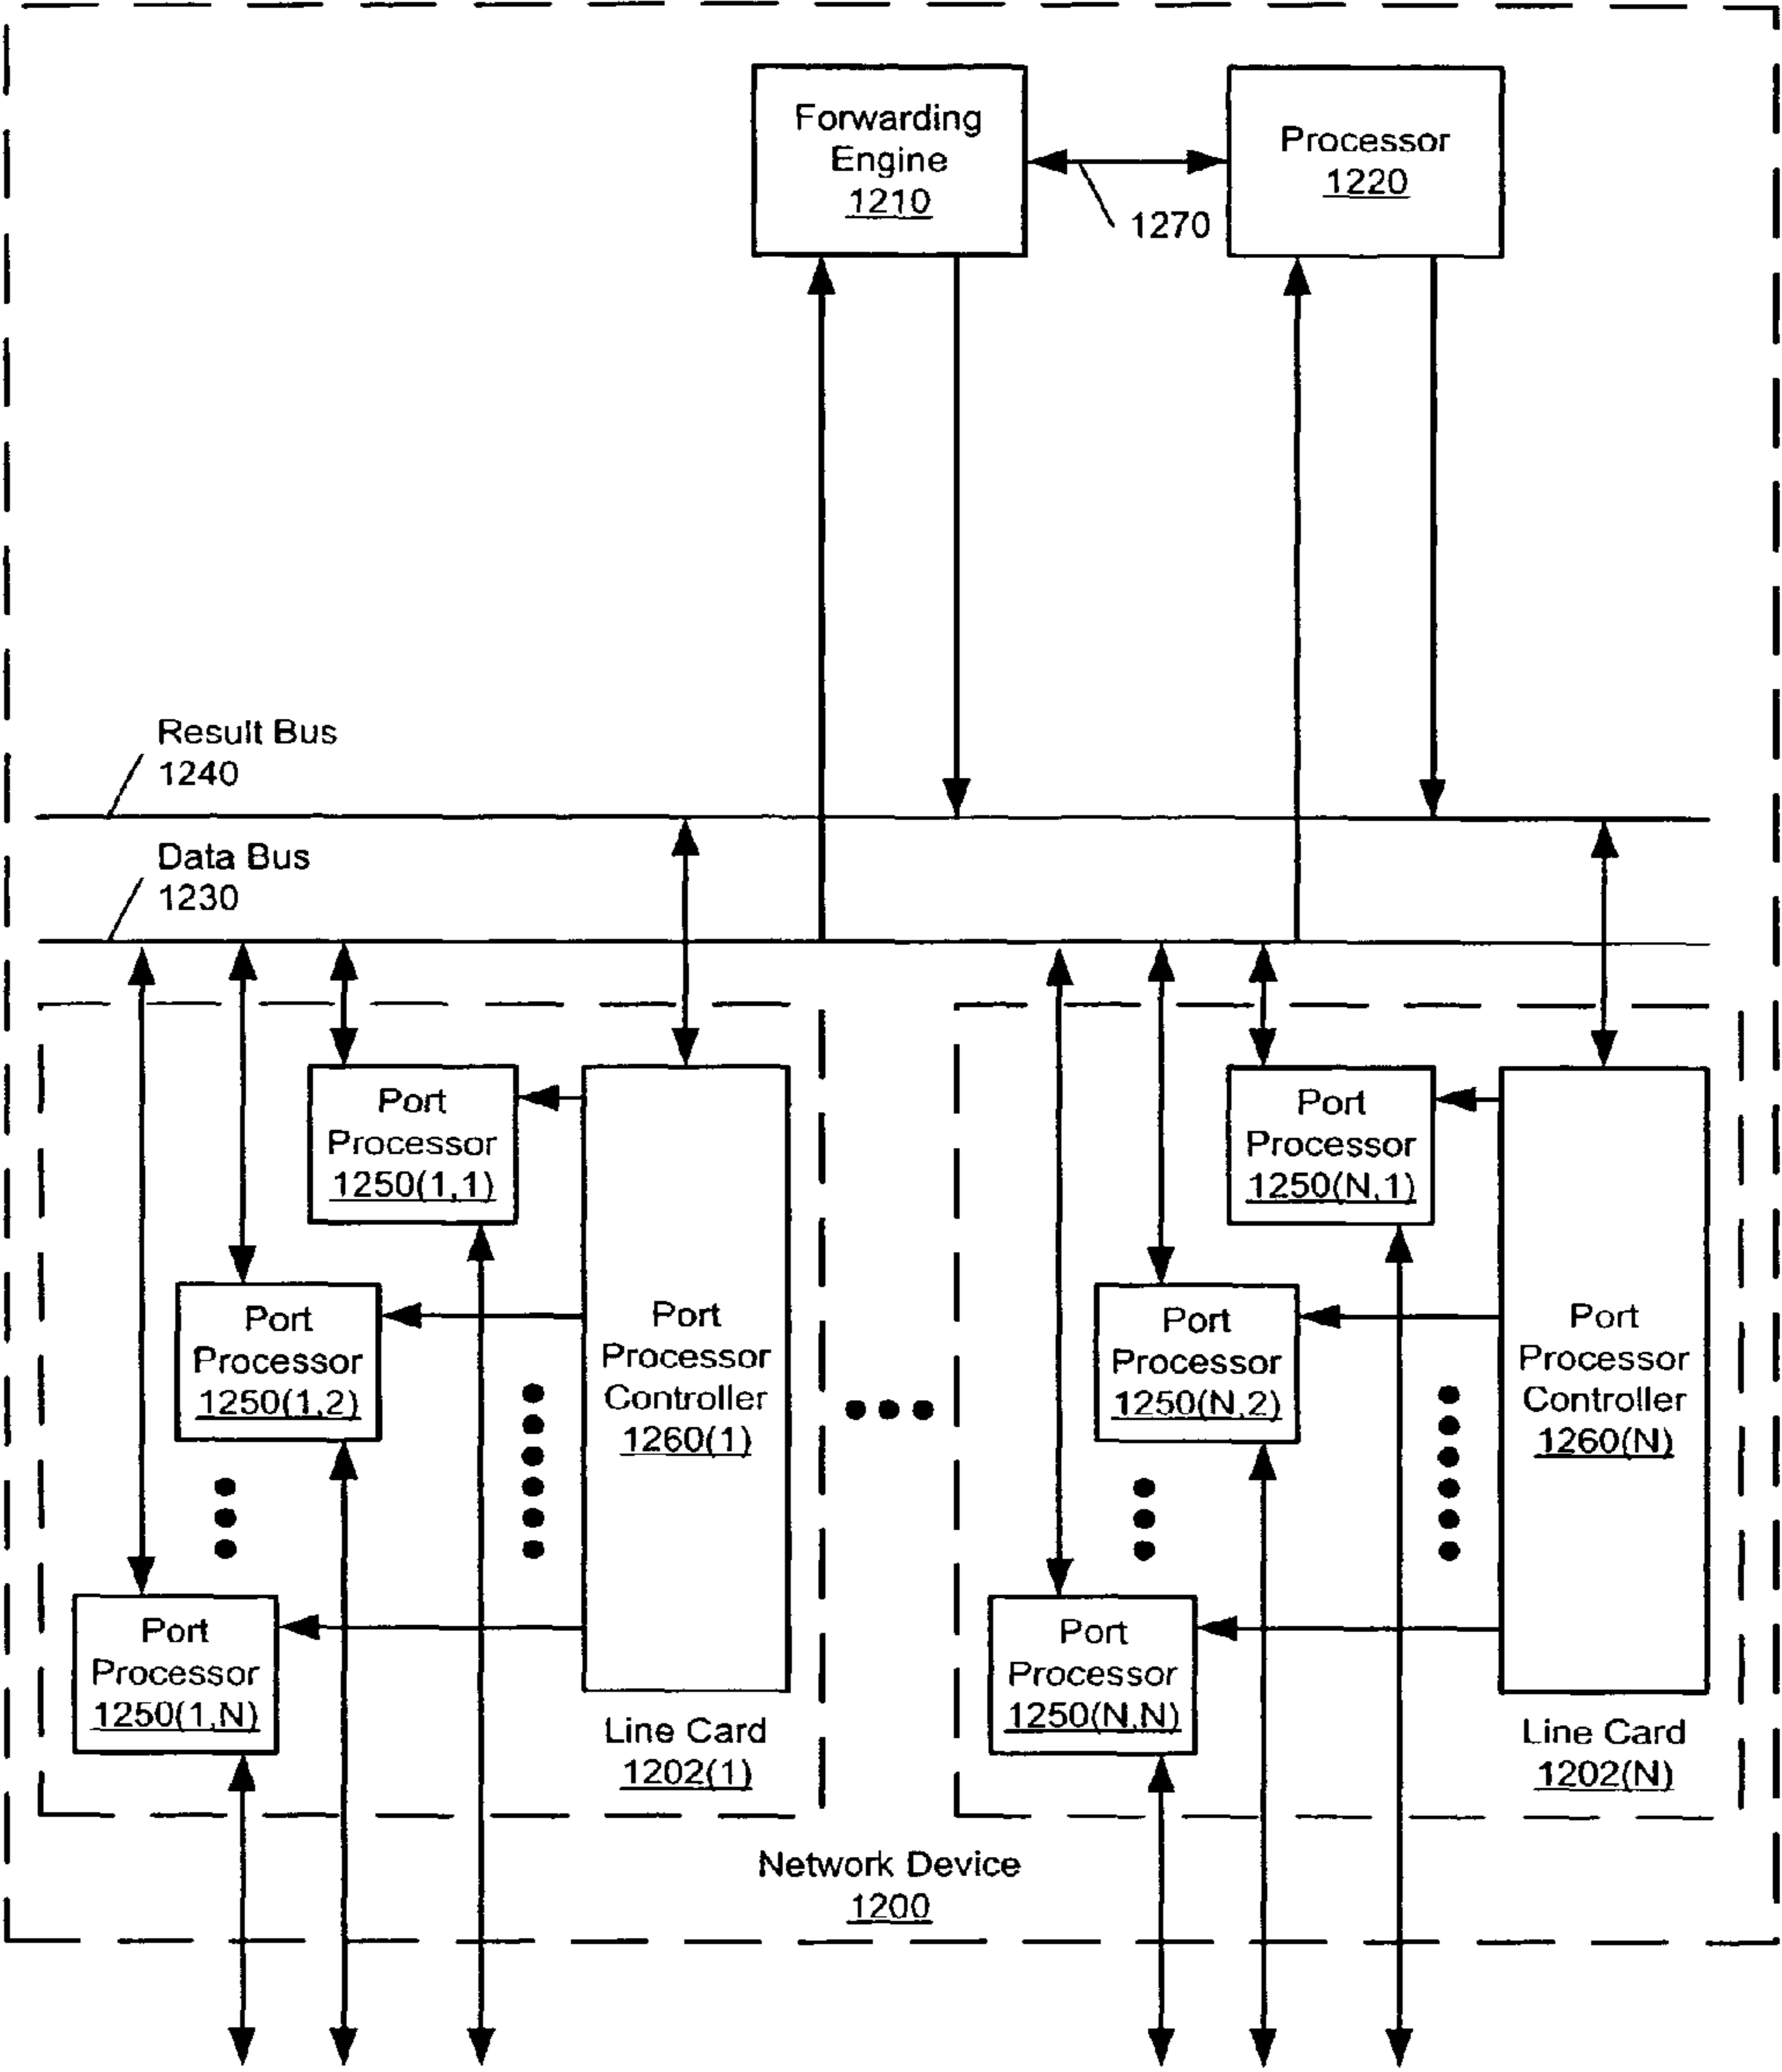 Forwarding
Engine
1210
Processor
1220
1270
Result Bus
1240
Data Bus
1230
Port
Processor
1250(1,1)
Port
Processor
1250(1,2)
Port
Processor
1250(1,N)
Port
Processor
Controller
1260(1)
Line Card
1202(1)
Port
Processor
1250(N,1)
Port
Processor
1250(N,2)
Port
Processor
1250(N,N)
Port
Processor
Controller
1260(N)
Line Card
1202(N)
Network Device
1200